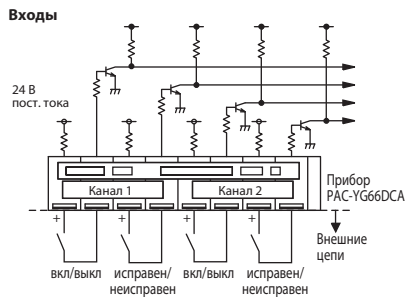 Входы
24 В
пост. тока
Канал 1
Канал 2
Прибор
PAC-YG66DCA
+
+
+
+
Внешние
цепи
вкл/выкл
исправен/
неисправен
вкл/выкл
исправен/
неисправен